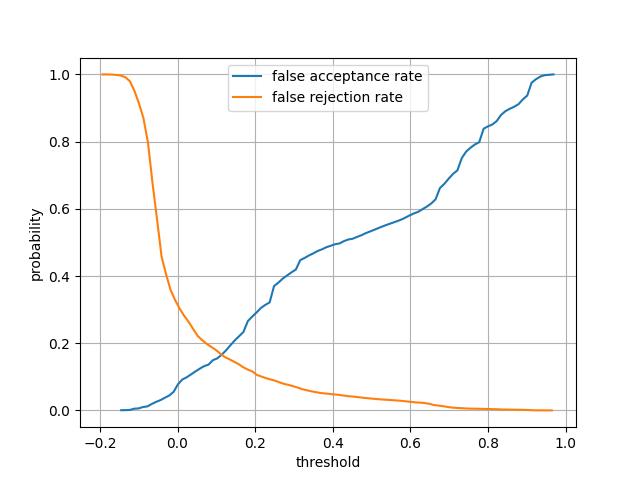 false acceptance rate
false rejection rate
probability
1.0
0.8
0.6
0.4
0.2
0.0
−0.2 0.0 0.2 0.4 0.6 0.8 1.0
threshold